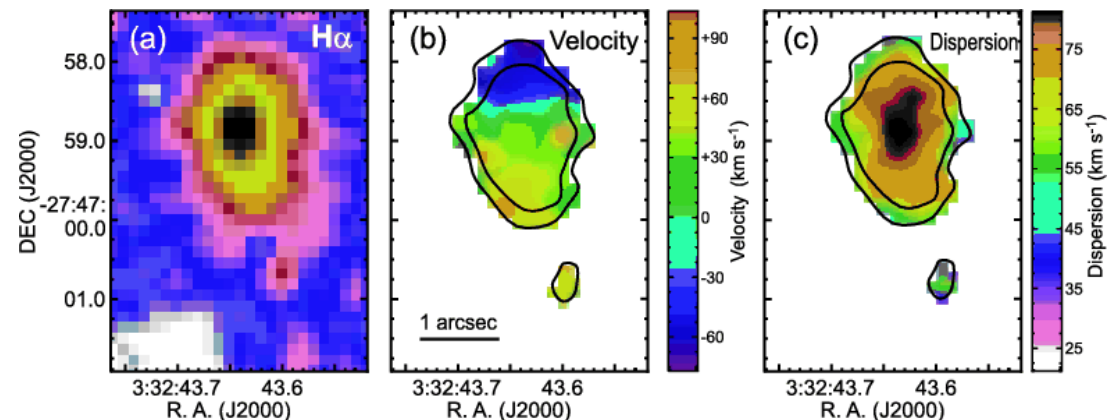 (a)
Hα
(b)
Velocity
(c)
Dispersion
58.0
59.0
-27:47:
00.0
01.0
DEC (J2000)
3:32:43.7
43.6
R. A. (J2000)
1 arcsec
3:32:43.7
43.6
R. A. (J2000)
+90
+60
+30
0
-30
-60
Velocity (km s⁻¹)
3:32:43.7
43.6
R. A. (J2000)
75
65
55
45
35
25
Dispersion (km s⁻¹)